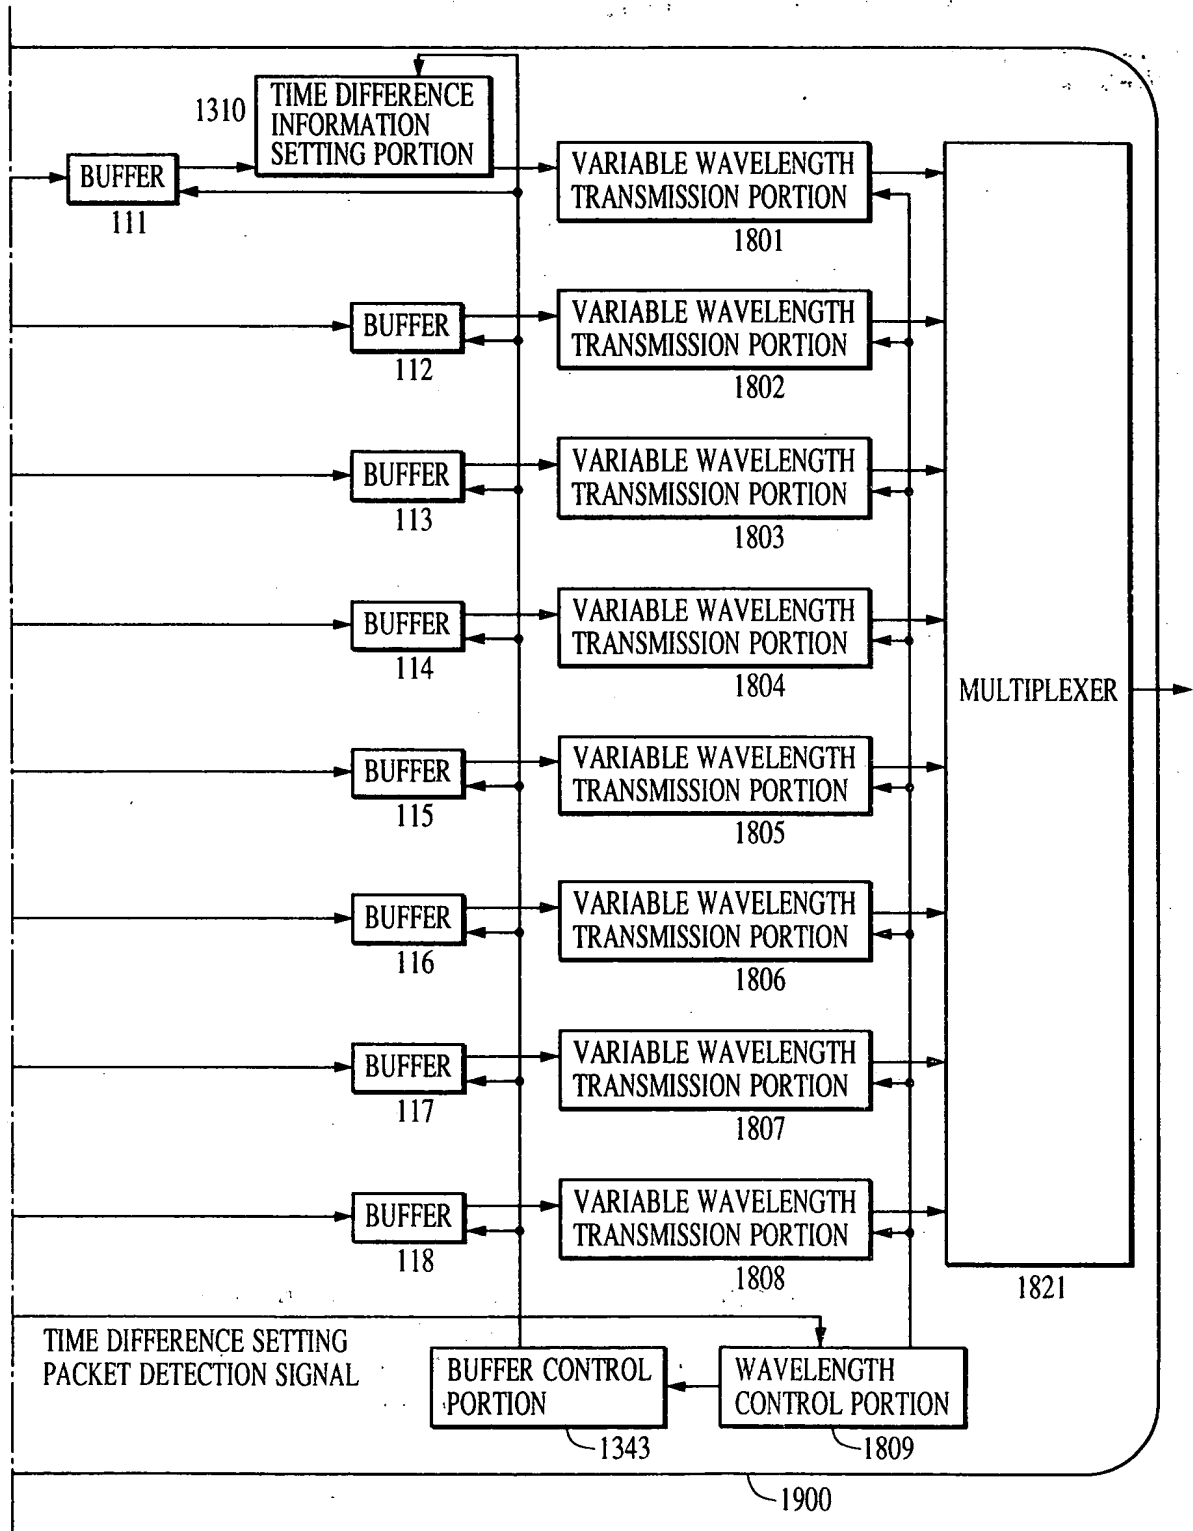 1310
TIME DIFFERENCE
INFORMATION
SETTING PORTION
BUFFER
111
VARIABLE WAVELENGTH
TRANSMISSION PORTION
1801
BUFFER
112
VARIABLE WAVELENGTH
TRANSMISSION PORTION
1802
BUFFER
113
VARIABLE WAVELENGTH
TRANSMISSION PORTION
1803
BUFFER
114
VARIABLE WAVELENGTH
TRANSMISSION PORTION
1804
MULTIPLEXER
BUFFER
115
VARIABLE WAVELENGTH
TRANSMISSION PORTION
1805
BUFFER
116
VARIABLE WAVELENGTH
TRANSMISSION PORTION
1806
BUFFER
117
VARIABLE WAVELENGTH
TRANSMISSION PORTION
1807
BUFFER
118
VARIABLE WAVELENGTH
TRANSMISSION PORTION
1808
1821
TIME DIFFERENCE SETTING
PACKET DETECTION SIGNAL
BUFFER CONTROL
PORTION
1343
WAVELENGTH
CONTROL PORTION
1809
1900